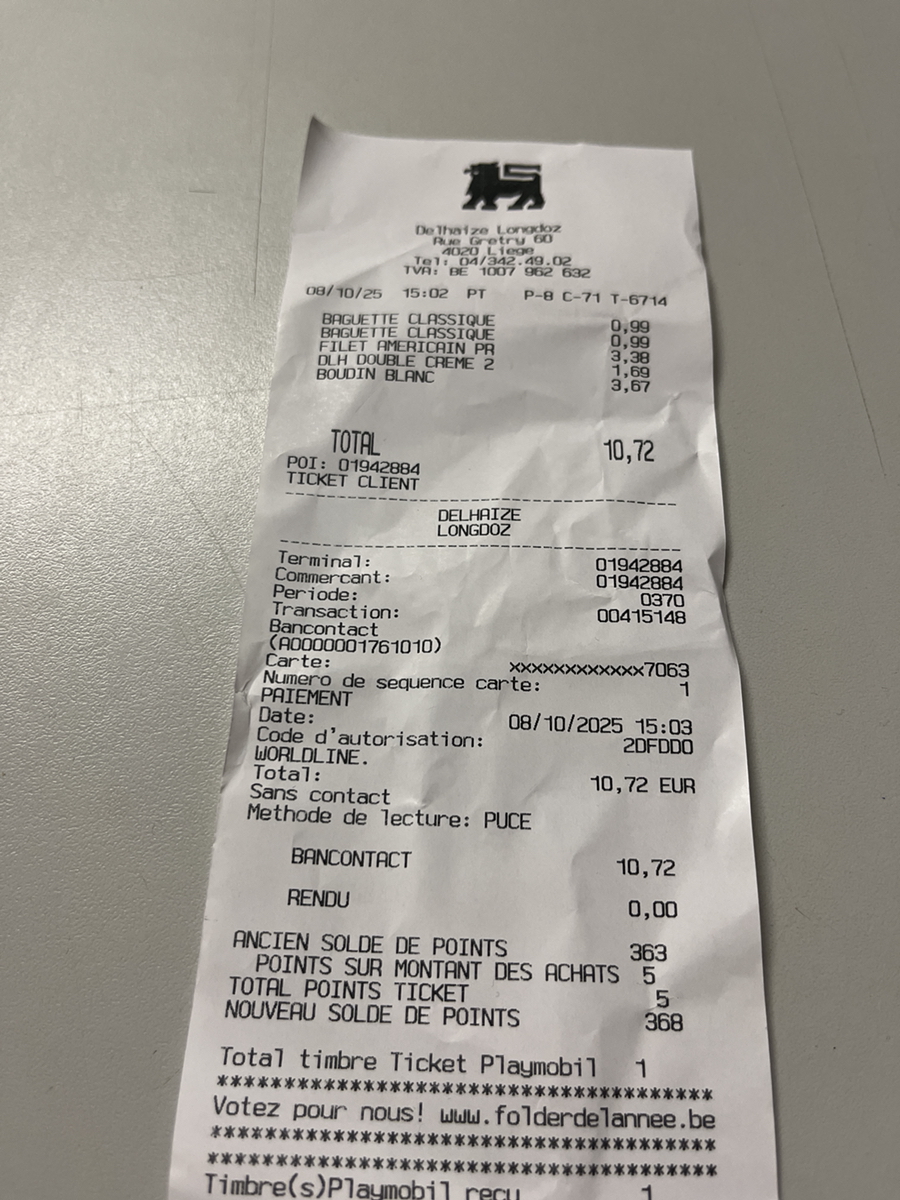 Delhaize Longdoz
Rue Gretry 60
4020 Liege
Tel: 04/342.49.02
TVA: BE 1007 962 632
08/10/25 15:02 PT P-8 C-71 T-6714
BAGUETTE CLASSIQUE 0,99
BAGUETTE CLASSIQUE 0,99
FILET AMERICAIN PR 3,38
DLH DOUBLE CREME 2 1,69
BOUDIN BLANC 3,67
TOTAL 10,72
POI: 01942884
TICKET CLIENT
----------------------------------------
DELHAIZE
LONGDOZ
----------------------------------------
Terminal: 01942884
Commercant: 01942884
Periode: 0370
Transaction: 00415148
Bancontact
(A0000001761010)
Carte: xxxxxxxxxxxx7063
Numero de sequence carte: 1
PAIEMENT
Date: 08/10/2025 15:03
Code d'autorisation: 2DFDD0
WORLDLINE.
Total: 10,72 EUR
Sans contact
Methode de lecture: PUCE
BANCONTACT 10,72
RENDU 0,00
ANCIEN SOLDE DE POINTS 363
POINTS SUR MONTANT DES ACHATS 5
TOTAL POINTS TICKET 5
NOUVEAU SOLDE DE POINTS 368
Total timbre Ticket Playmobil 1
****************************************
Votez pour nous! www.folderdelannee.be
****************************************
****************************************
Timbre(s)Playmobil recu 1